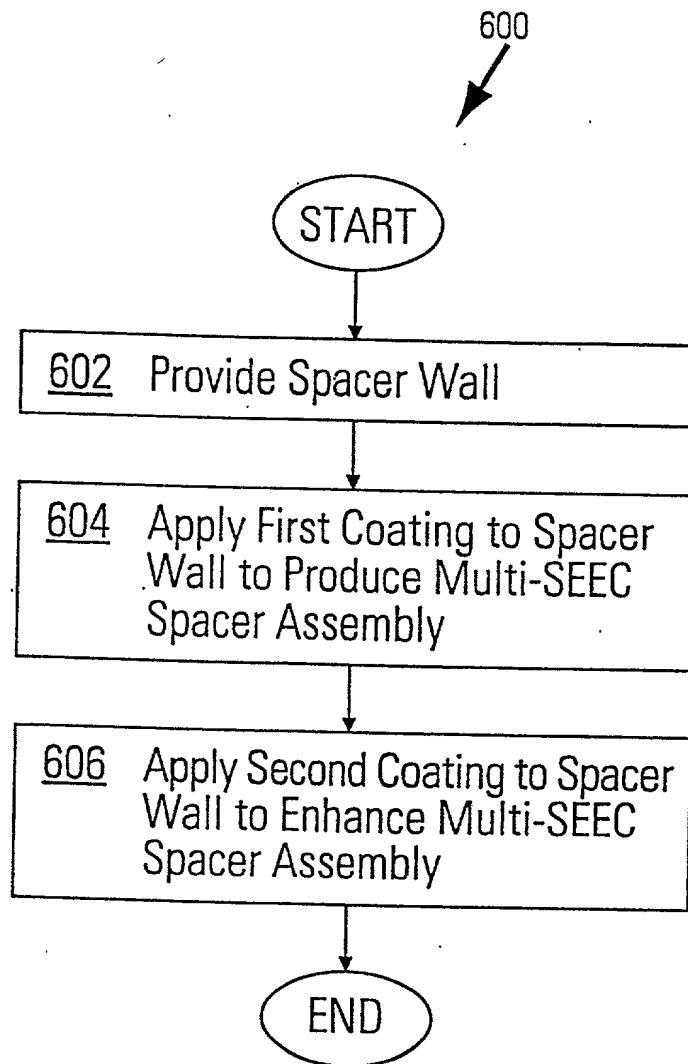 600
START
602 Provide Spacer Wall
604 Apply First Coating to Spacer
Wall to Produce Multi-SEEC
Spacer Assembly
606 Apply Second Coating to Spacer
Wall to Enhance Multi-SEEC
Spacer Assembly
END